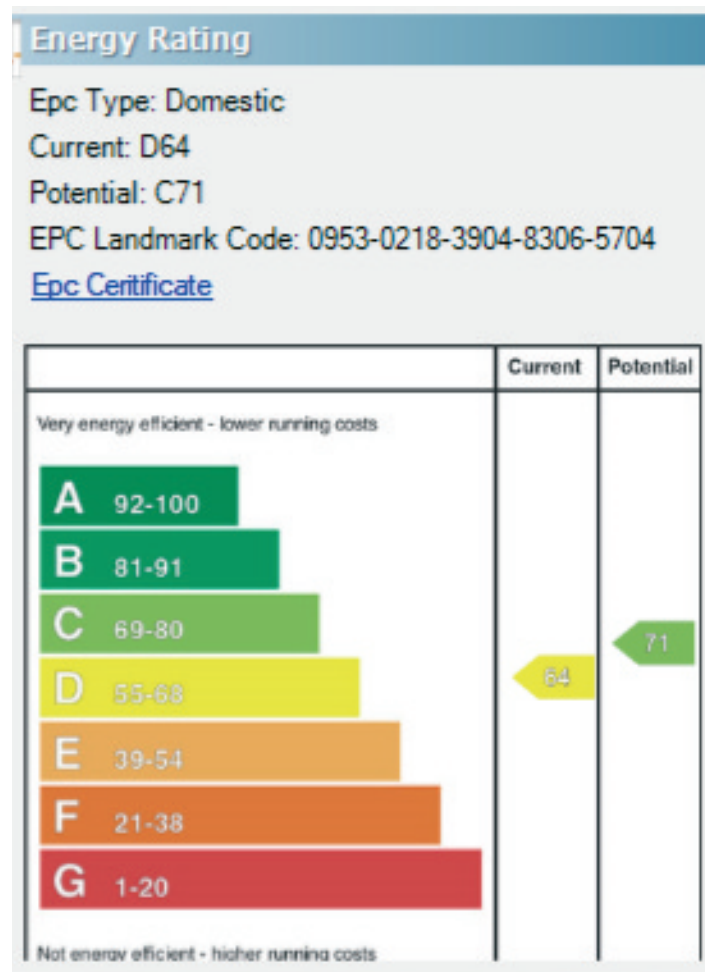 Energy Rating
Epc Type: Domestic
Current: D64
Potential: C71
EPC Landmark Code: 0953-0218-3904-8306-5704
Epc Ceritificate
Current Potential
Very energy efficient - lower running costs
A 92-100
B 81-91
C 69-80
71
D 55-68
64
E 39-54
F 21-38
G 1-20
Not energy efficient - higher running costs